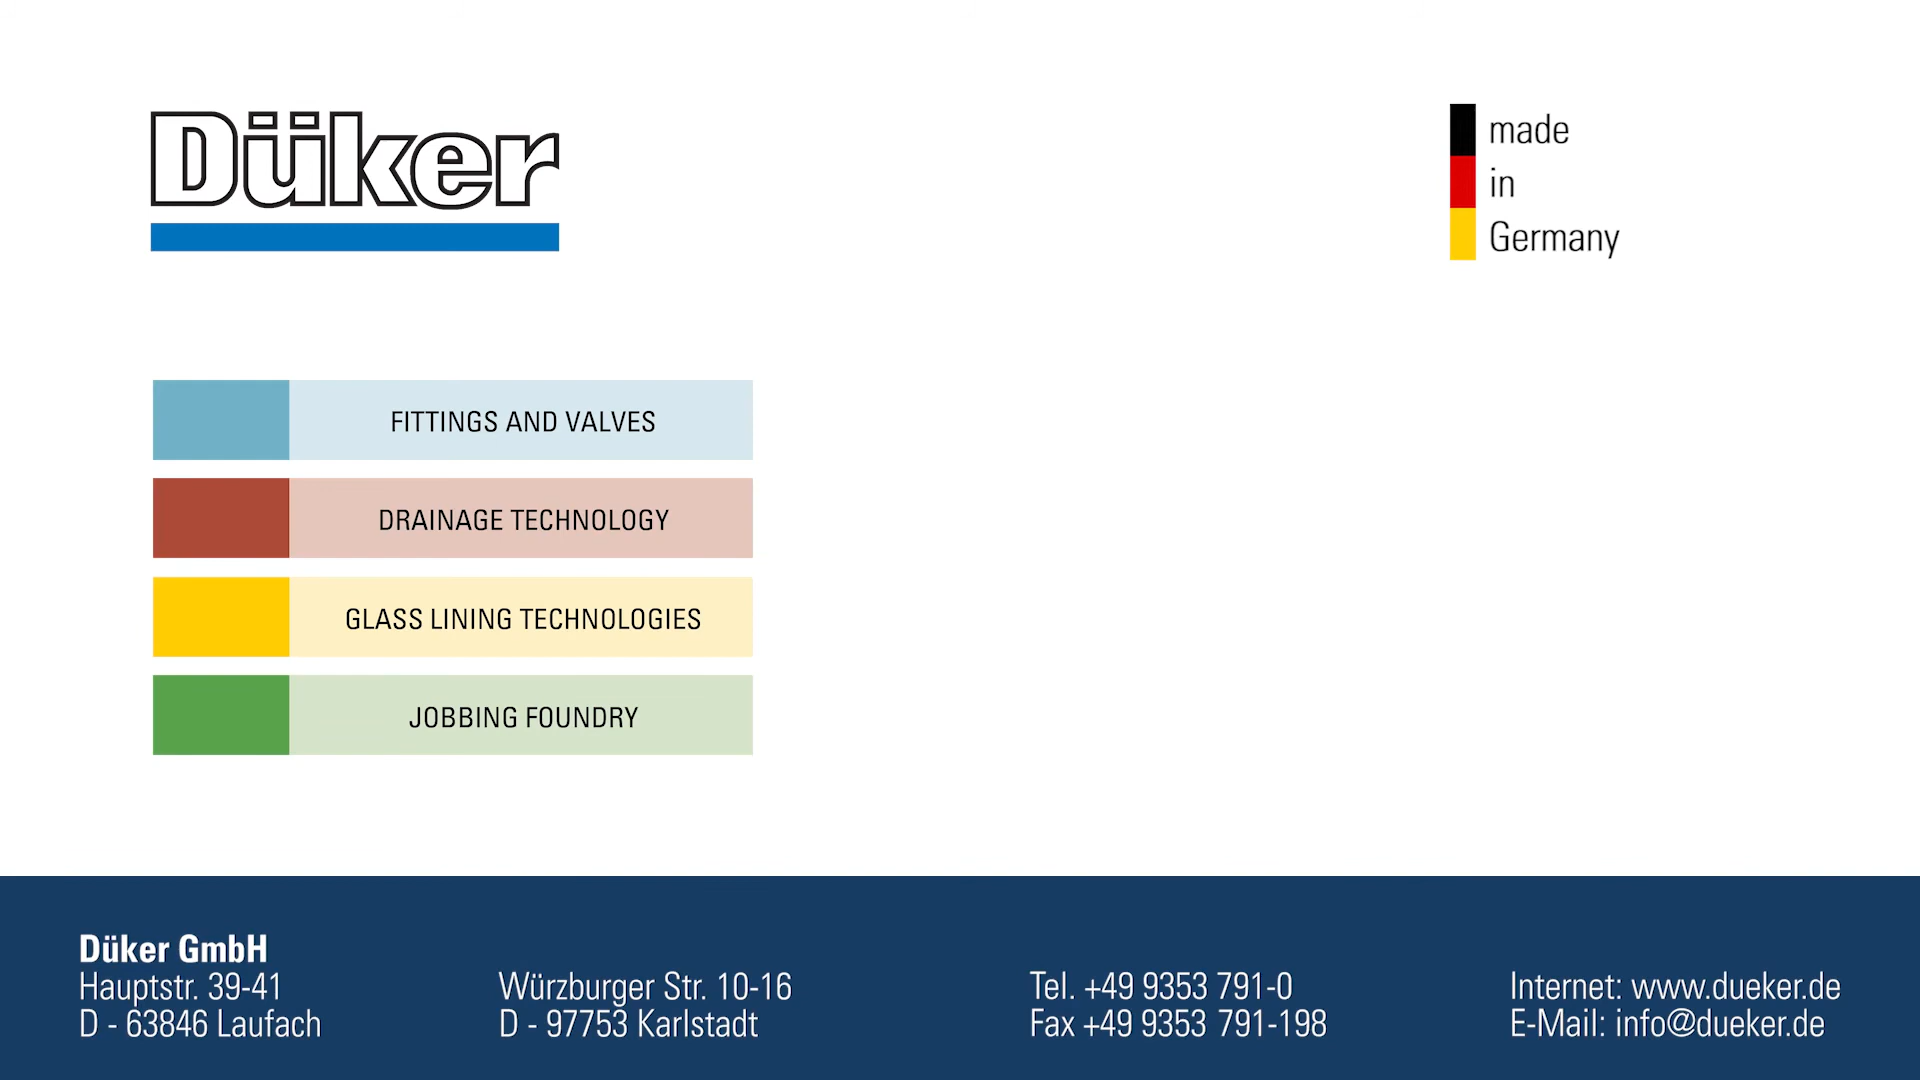 Düker
made
in
Germany
FITTINGS AND VALVES
DRAINAGE TECHNOLOGY
GLASS LINING TECHNOLOGIES
JOBBING FOUNDRY
Düker GmbH
Hauptstr. 39-41
D - 63846 Laufach
Würzburger Str. 10-16
D - 97753 Karlstadt
Tel. +49 9353 791-0
Fax +49 9353 791-198
Internet: www.dueker.de
E-Mail: info@dueker.de